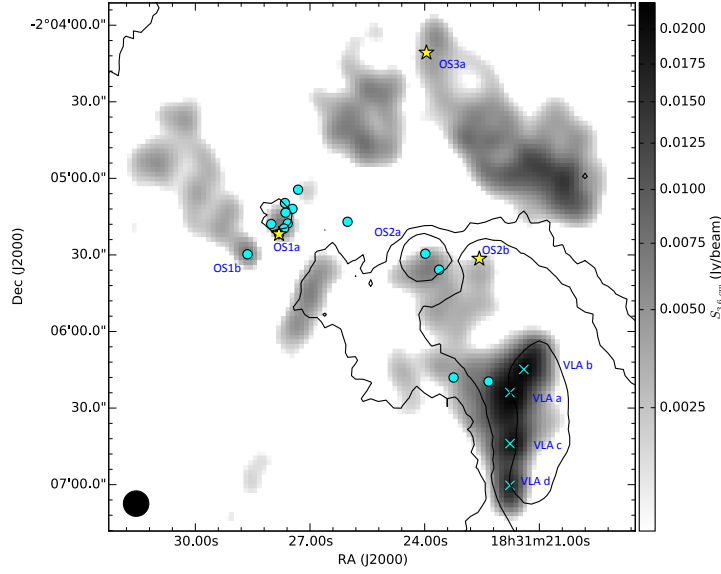 -2°04'00.0"
30.0"
05'00.0"
30.0"
06'00.0"
30.0"
07'00.0"
Dec (J2000)
OS3a
OS2a
OS1a
OS1b
OS2b
VLA b
VLA a
VLA c
VLA d
30.00s
27.00s
24.00s
18h31m21.00s
RA (J2000)
0.0200
0.0175
0.0150
0.0125
0.0100
0.0075
0.0050
0.0025
S3.6 cm (Jy/beam)